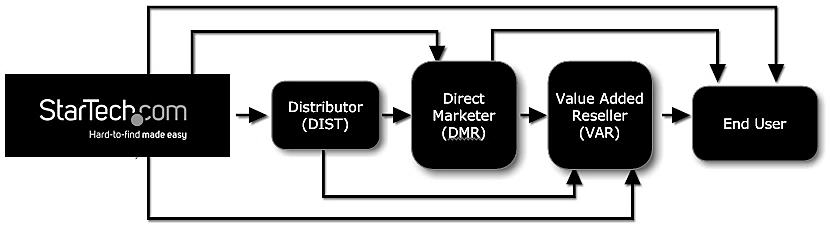 StarTech.com
Hard-to-find made easy
Distributor
(DIST)
Direct
Marketer
(DMR)
Value Added
Reseller
(VAR)
End User